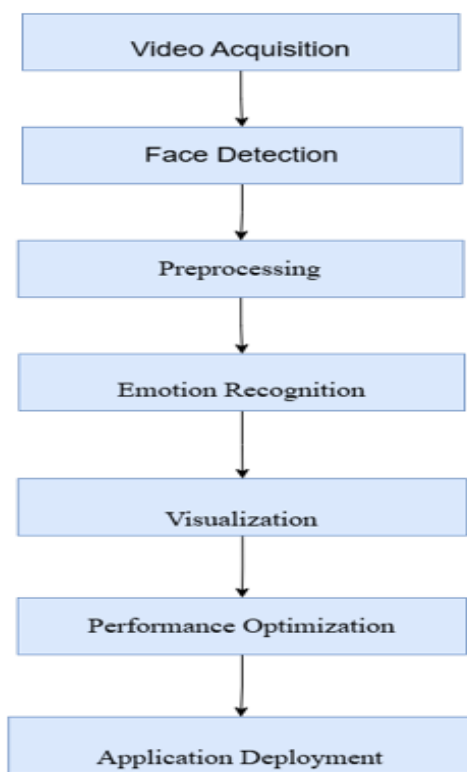 Video Acquisition
Face Detection
Preprocessing
Emotion Recognition
Visualization
Performance Optimization
Application Deployment